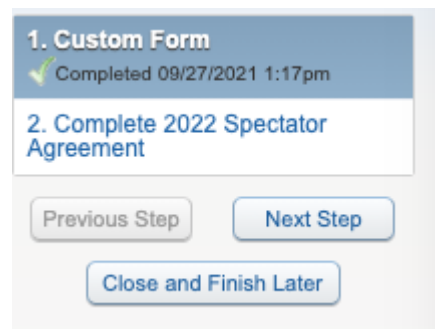 1. Custom Form
Completed 09/27/2021 1:17pm
2. Complete 2022 Spectator
Agreement
Previous Step
Next Step
Close and Finish Later